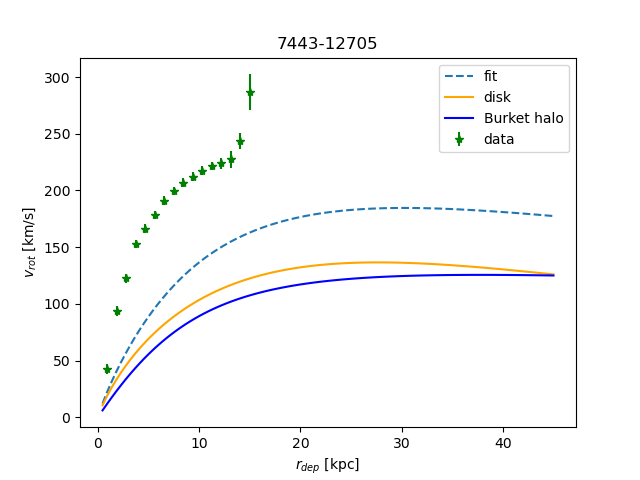 7443-12705
fit
disk
Burket halo
data
300
250
200
150
100
50
0
v_rot [km/s]
0 10 20 30 40
r_dep [kpc]